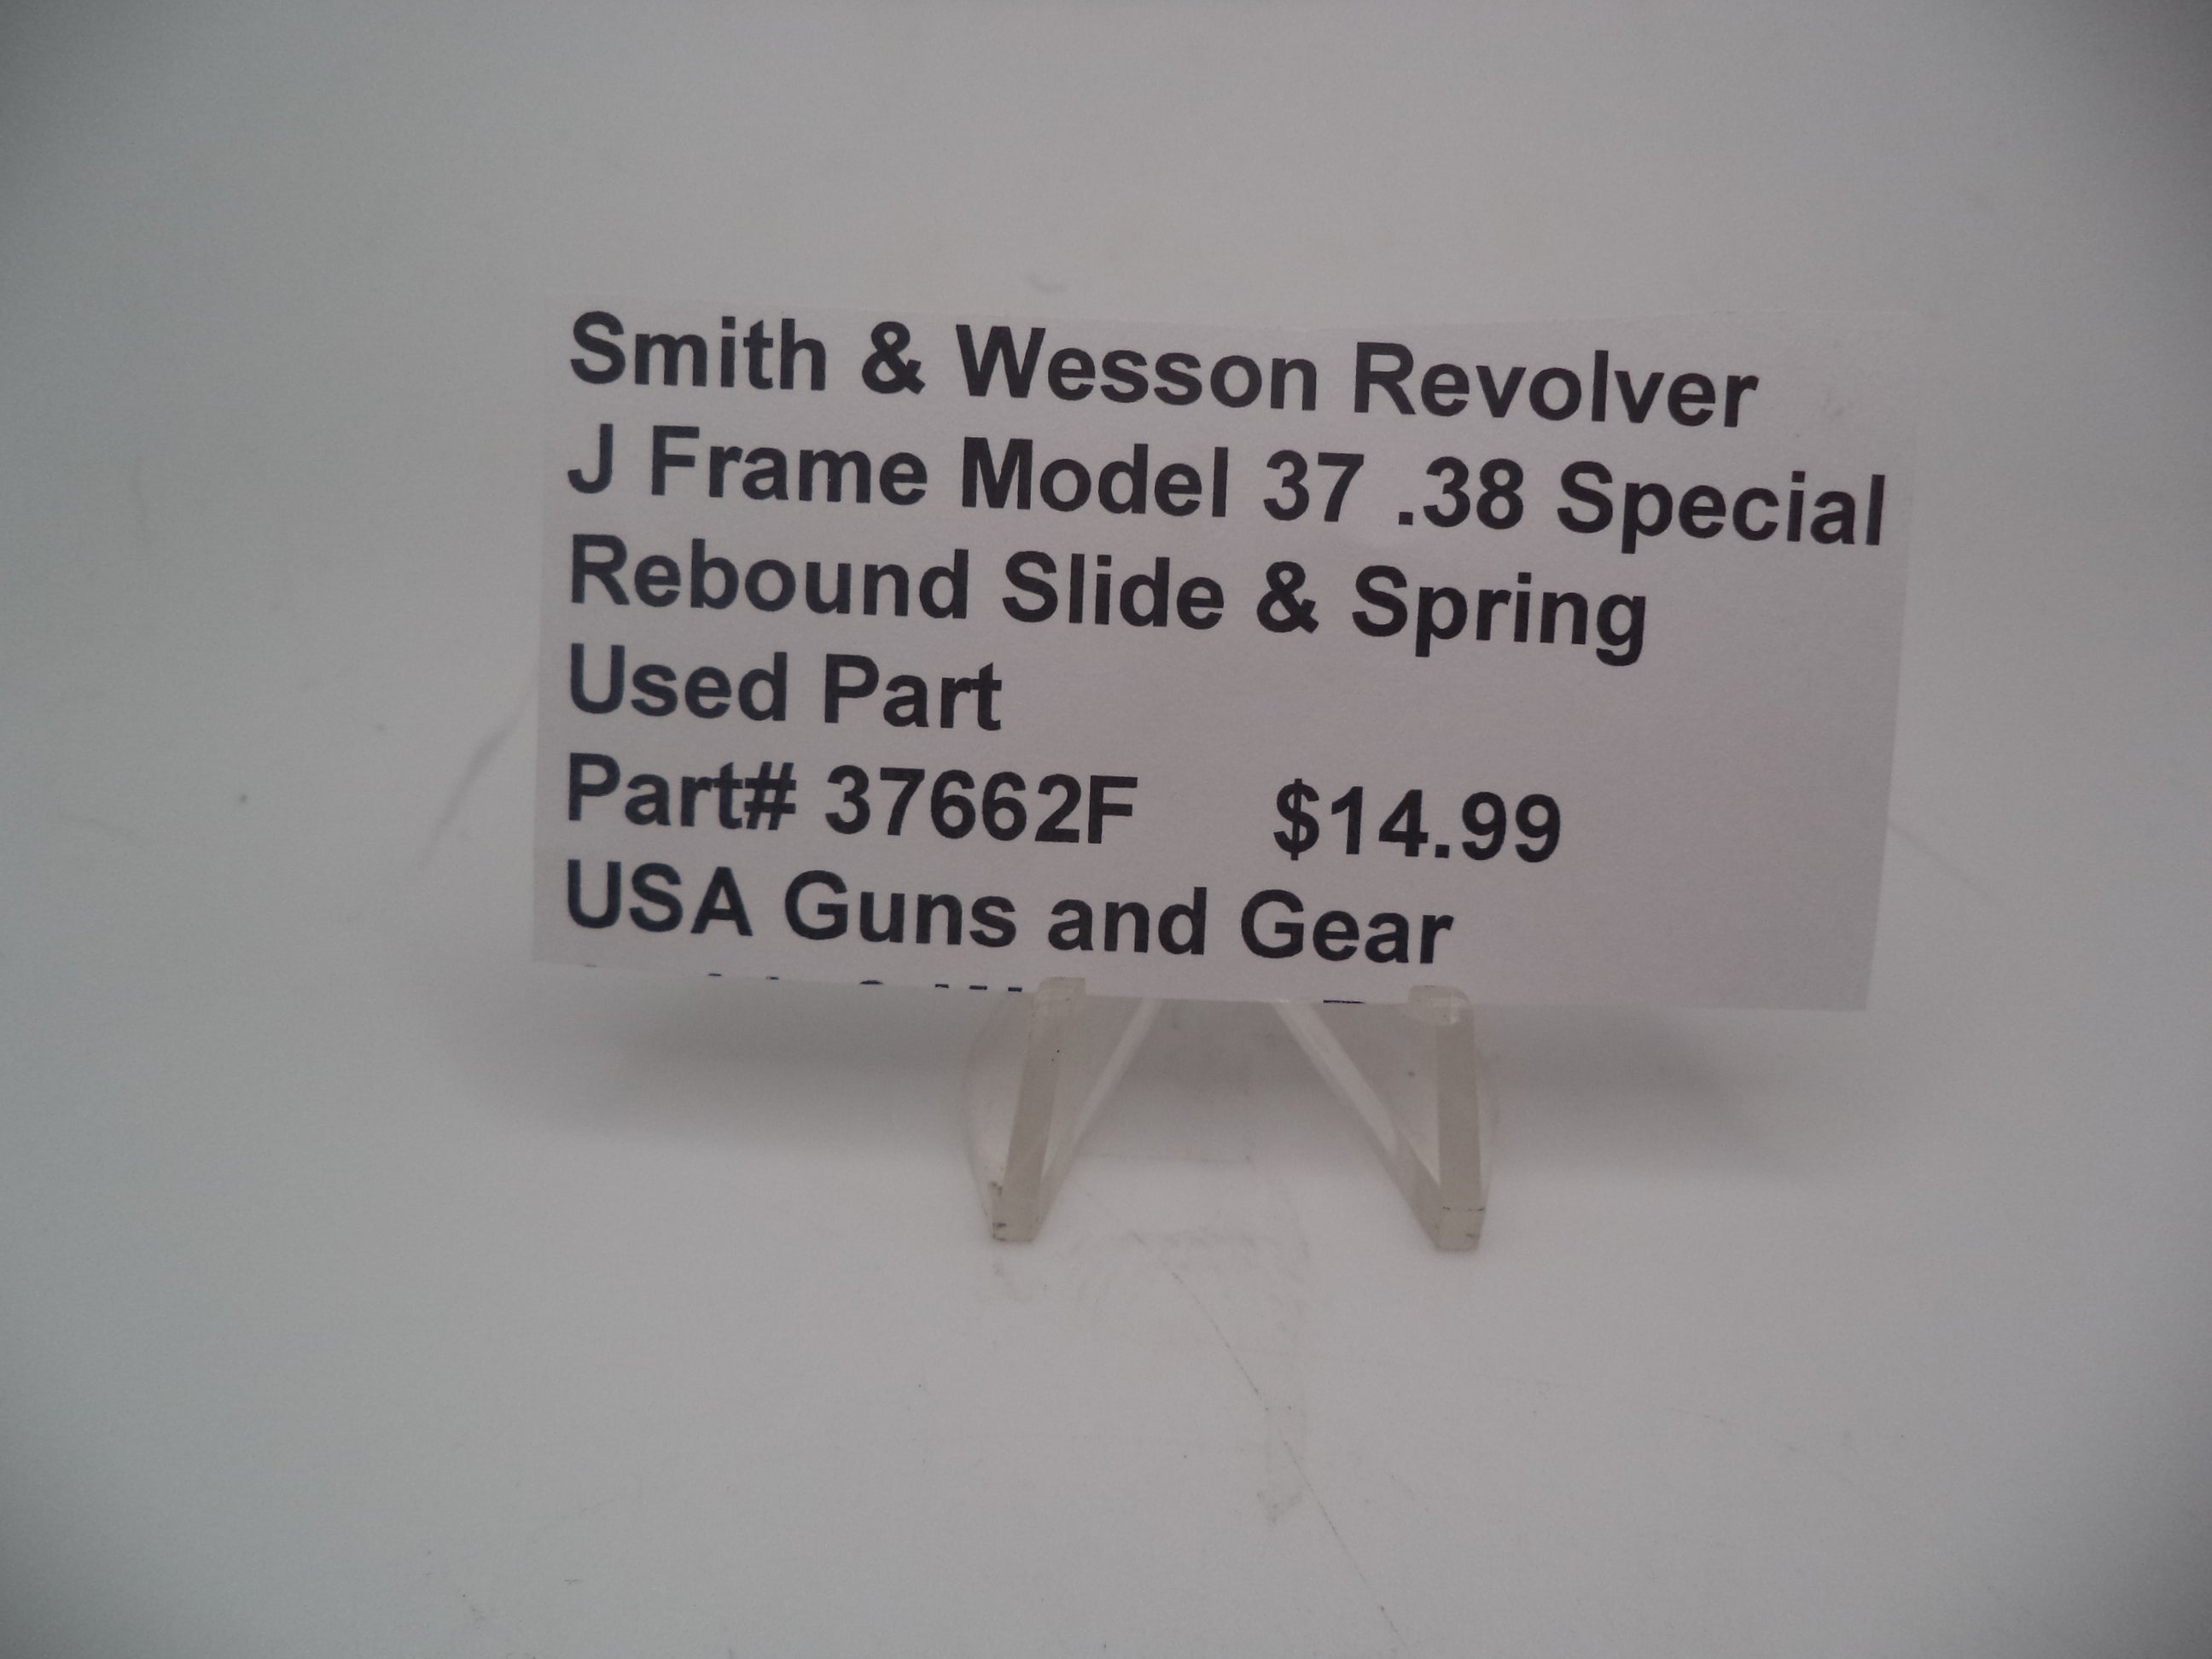 Smith & Wesson Revolver
J Frame Model 37 .38 Special
Rebound Slide & Spring
Used Part
Part# 37662F $14.99
USA Guns and Gear